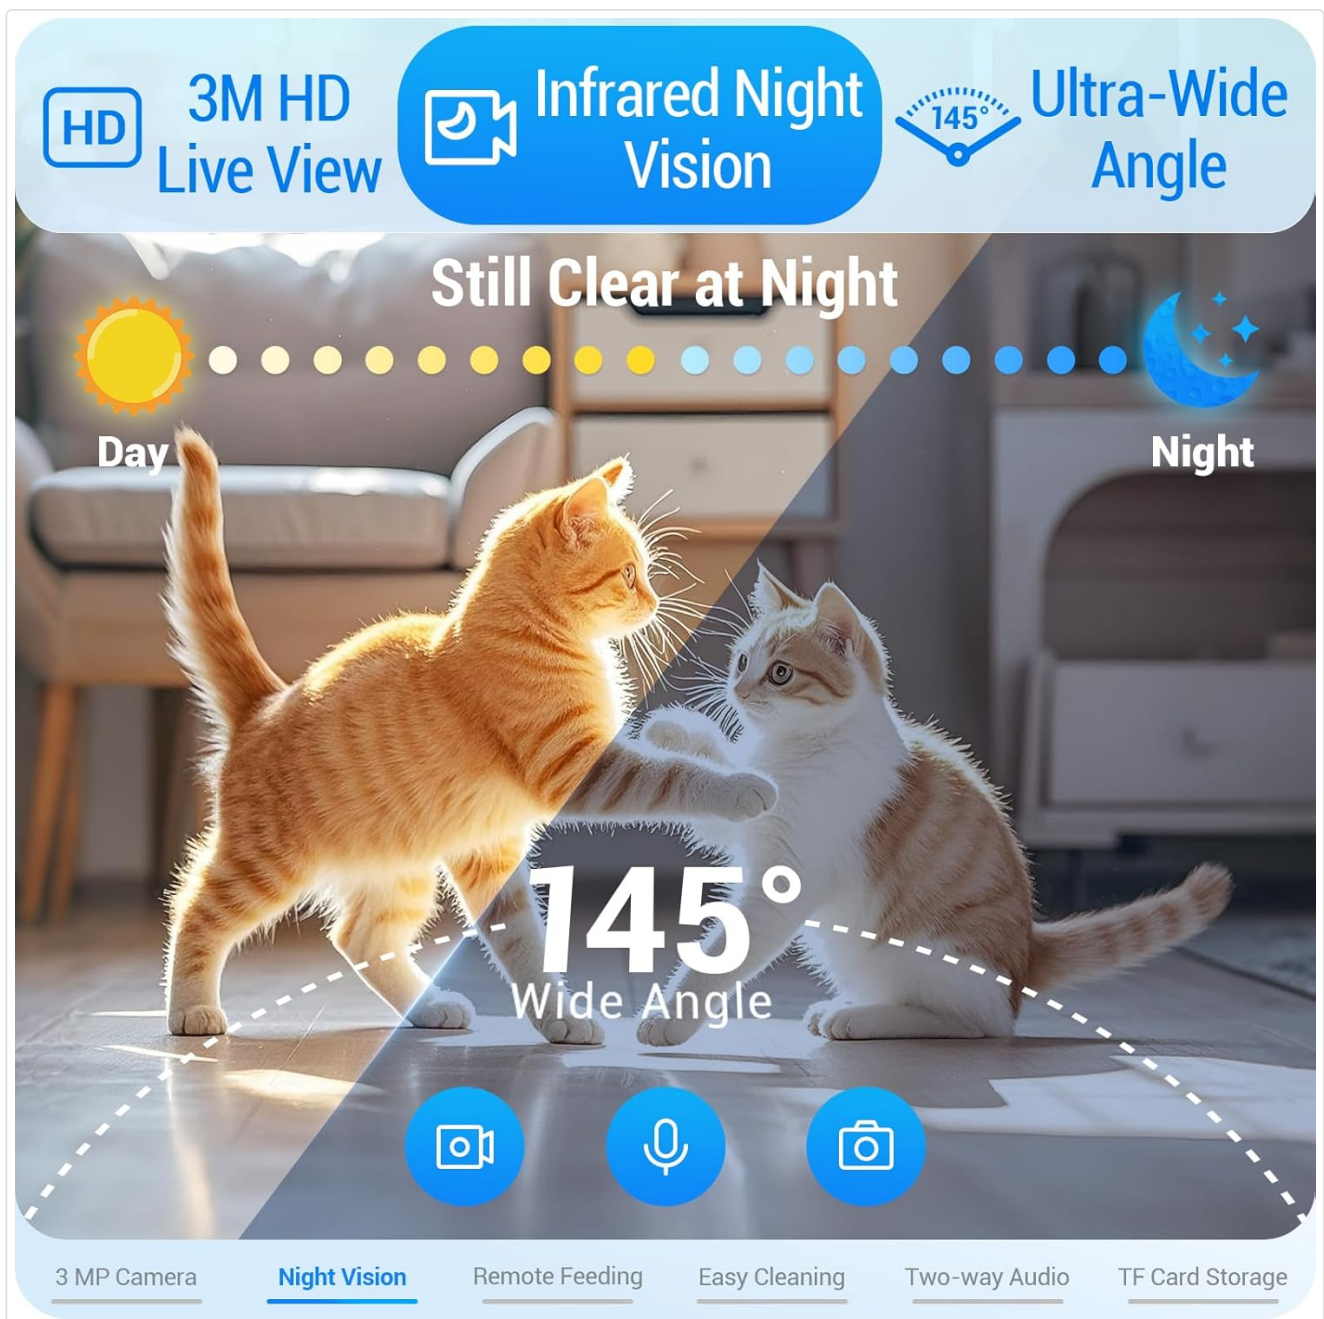 HD
3M HD
Live View
Infrared Night
Vision
145°
Ultra-Wide
Angle
Still Clear at Night
Day
Night
145°
Wide Angle
3 MP Camera
Night Vision
Remote Feeding
Easy Cleaning
Two-way Audio
TF Card Storage